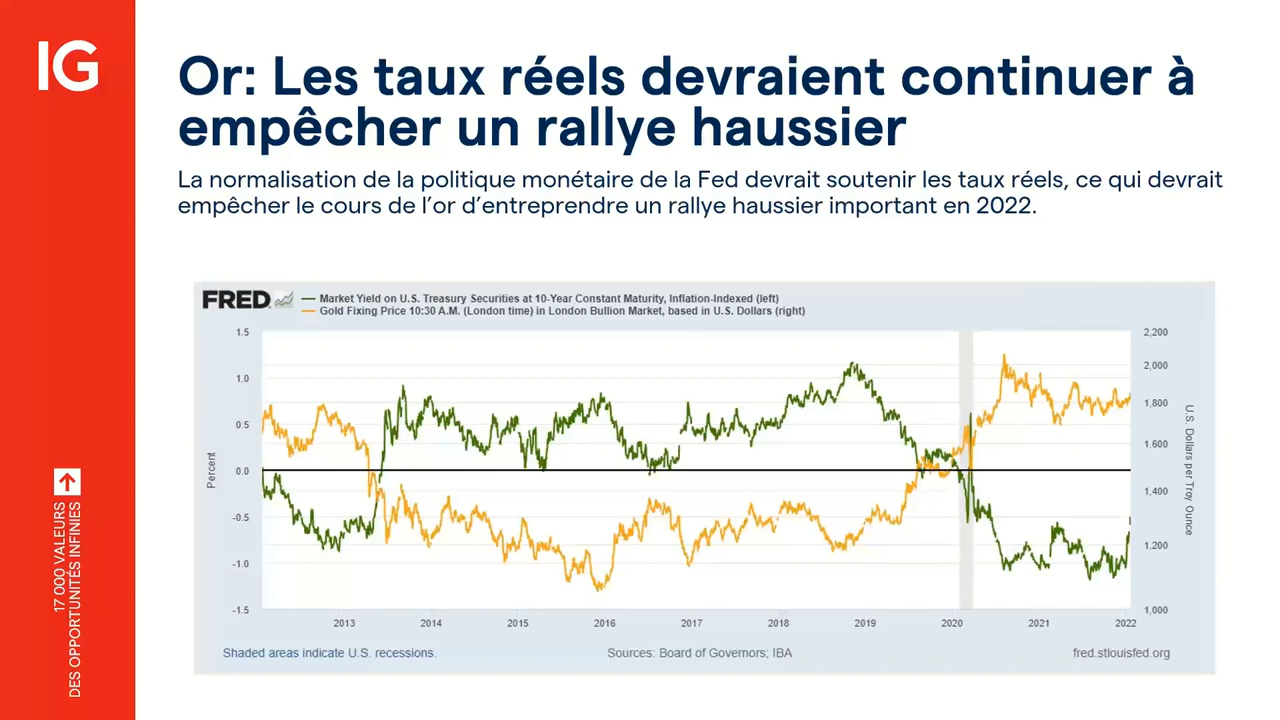 IG
Or: Les taux réels devraient continuer à
empêcher un rallye haussier
La normalisation de la politique monétaire de la Fed devrait soutenir les taux réels, ce qui devrait
empêcher le cours de l’or d’entreprendre un rallye haussier important en 2022.
FRED
Market Yield on U.S. Treasury Securities at 10-Year Constant Maturity, Inflation-Indexed (left)
Gold Fixing Price 10:30 A.M. (London time) in London Bullion Market, based in U.S. Dollars (right)
1.5
1.0
0.5
0.0
-0.5
-1.0
-1.5
Percent
2,200
2,000
1,800
1,600
1,400
1,200
1,000
U.S. Dollars per Troy Ounce
2013 2014 2015 2016 2017 2018 2019 2020 2021 2022
Shaded areas indicate U.S. recessions. Sources: Board of Governors; IBA fred.stlouisfed.org
17 000 VALEURS
DES OPPORTUNITÉS INFINIES